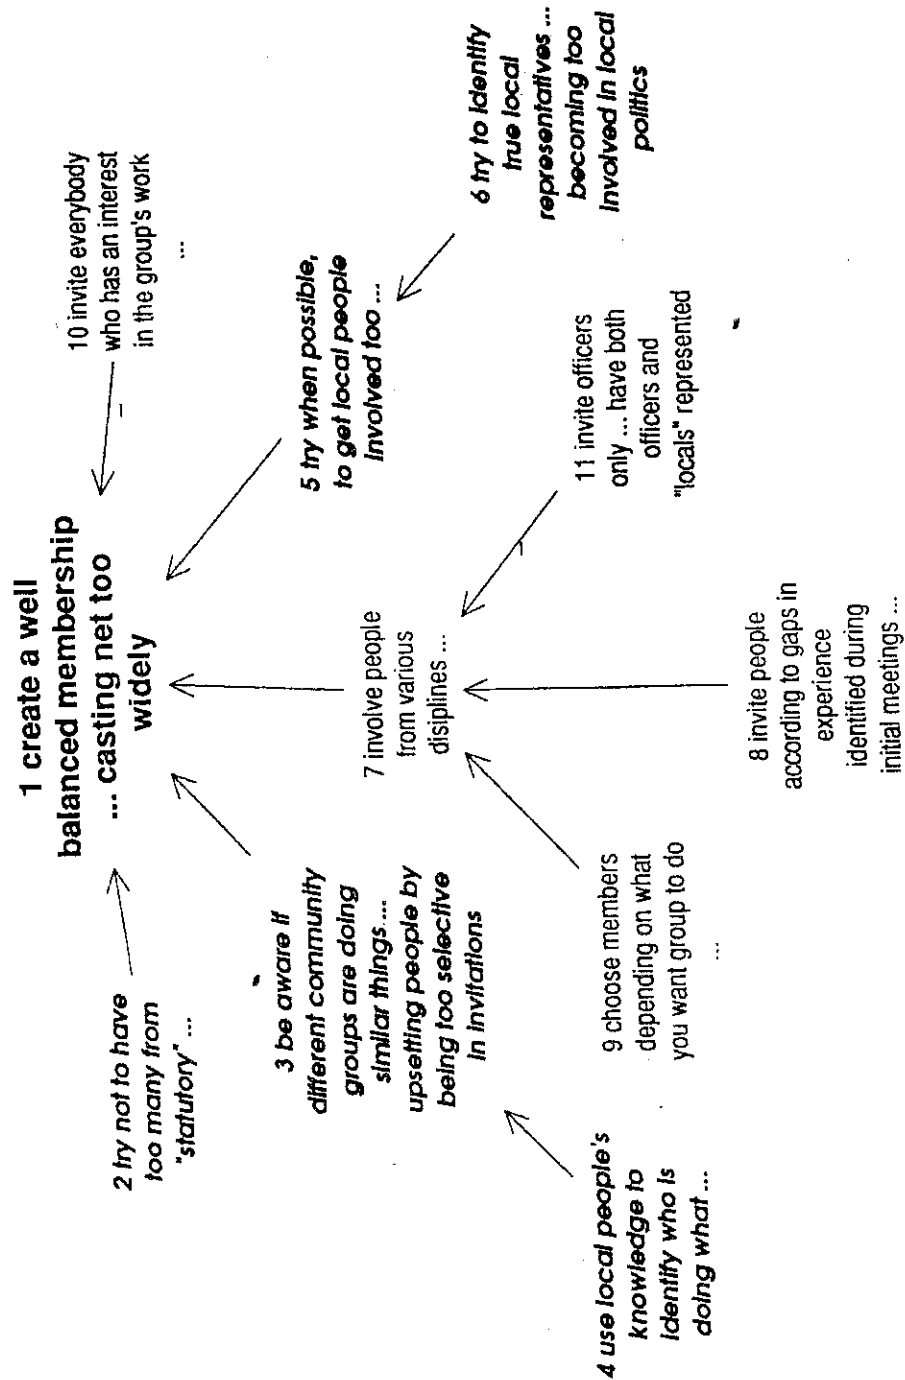 1 create a well
balanced membership
... casting net too
widely
2 try not to have
too many from
"statutory" ...
10 invite everybody
who has an interest
in the group's work
...
3 be aware if
different community
groups are doing
similar things ...
upsetting people by
being too selective
in invitations
7 involve people
from various
disiplines ...
5 try when possible,
to get local people
involved too ...
6 try to identify
true local
representatives ...
becoming too
involved in local
politics
4 use local people's
knowledge to
identify who is
doing what ...
9 choose members
depending on what
you want group to do
...
8 invite people
according to gaps in
experience
identified during
initial meetings ...
11 invite officers
only ... have both
officers and
"locals" represented